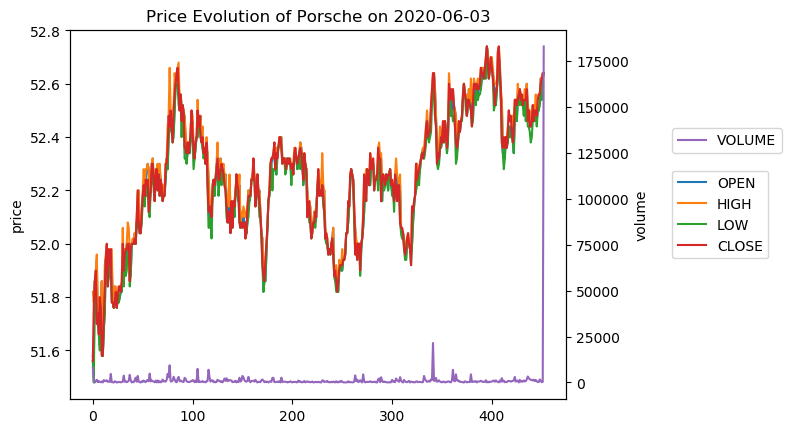 Price Evolution of Porsche on 2020-06-03
price
52.8
52.6
52.4
52.2
52.0
51.8
51.6
0
100
200
300
400
175000
150000
125000
100000
75000
50000
25000
0
volume
VOLUME
OPEN
HIGH
LOW
CLOSE